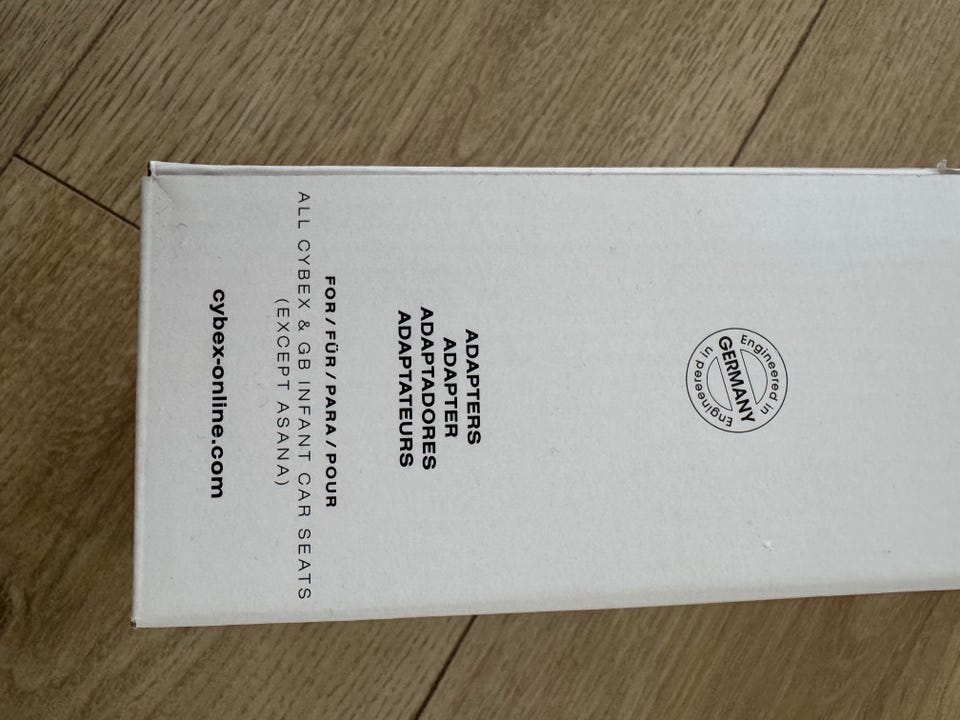 Engineered in
GERMANY
Engineered in
ADAPTERS
ADAPTER
ADAPTADORES
ADAPTATEURS
FOR / FÜR / PARA / POUR
ALL CYBEX & GB INFANT CAR SEATS
(EXCEPT ASANA)
cybex-online.com